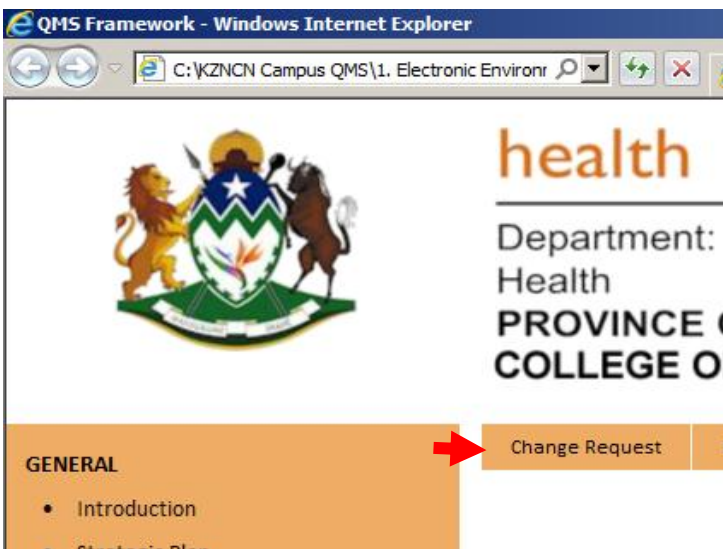 QMS Framework - Windows Internet Explorer
C:\KZNCN Campus QMS\1. Electronic Environr
health
Department:
Health
PROVINCE
COLLEGE O
Change Request
GENERAL
• Introduction